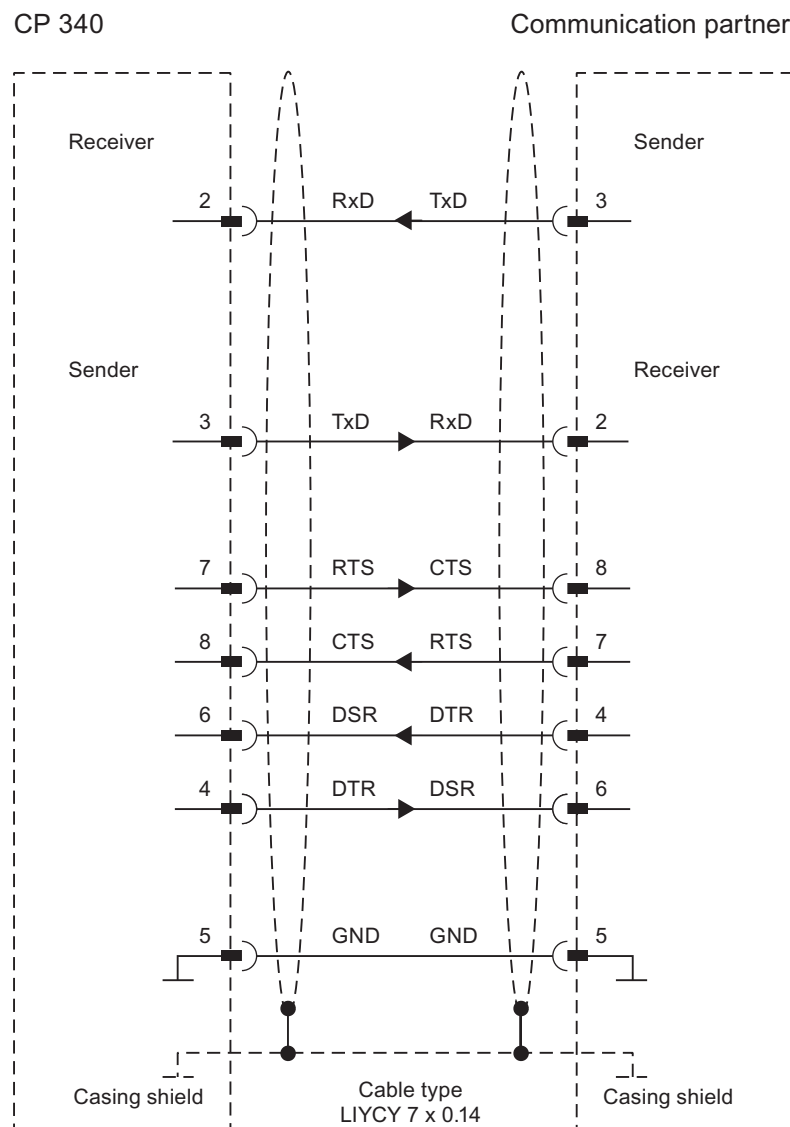 CP 340 Communication partner
Receiver Sender
2 RxD TxD 3
Sender Receiver
3 TxD RxD 2
7 RTS CTS 8
8 CTS RTS 7
6 DSR DTR 4
4 DTR DSR 6
5 GND GND 5
Casing shield Cable type Casing shield
LIYCY 7 x 0.14